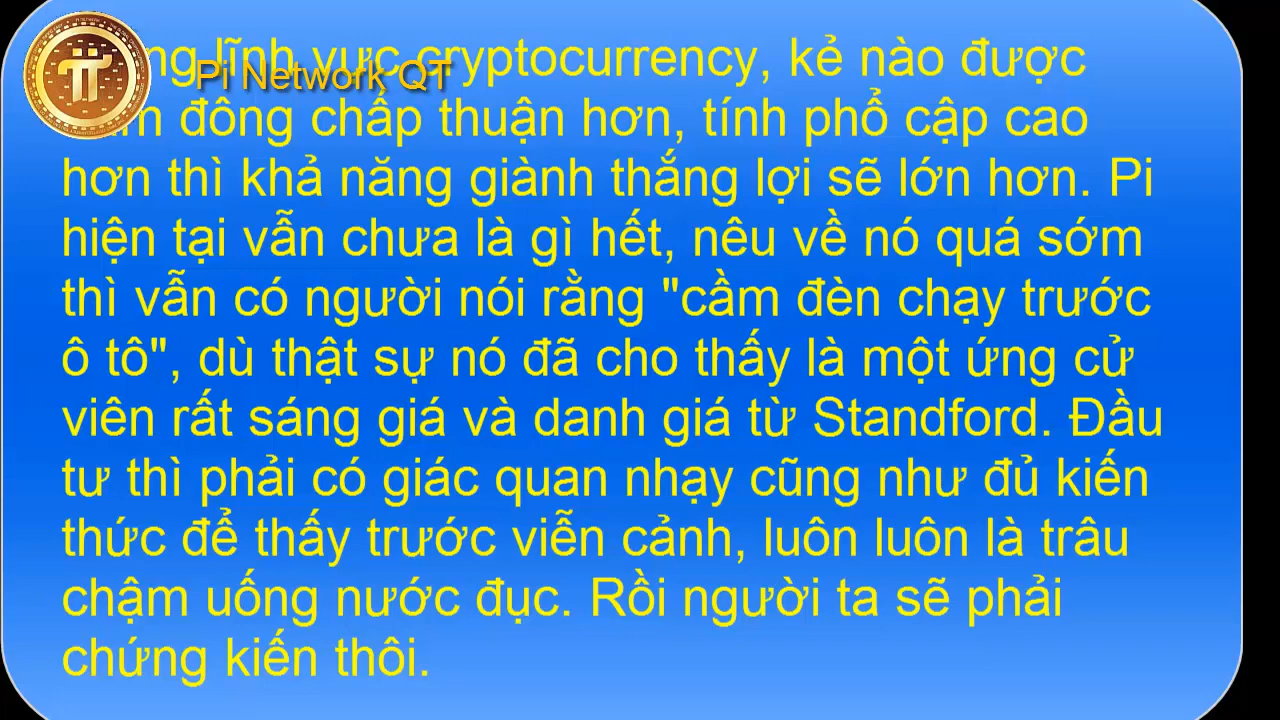 lĩnh vực cryptocurrency, kẻ nào được
Pi Network QT
đông chấp thuận hơn, tính phổ cập cao
hơn thì khả năng giành thắng lợi sẽ lớn hơn. Pi
hiện tại vẫn chưa là gì hết, nêu về nó quá sớm
thì vẫn có người nói rằng "cầm đèn chạy trước
ô tô", dù thật sự nó đã cho thấy là một ứng cử
viên rất sáng giá và danh giá từ Standford. Đầu
tư thì phải có giác quan nhạy cũng như đủ kiến
thức để thấy trước viễn cảnh, luôn luôn là trâu
chậm uống nước đục. Rồi người ta sẽ phải
chứng kiến thôi.